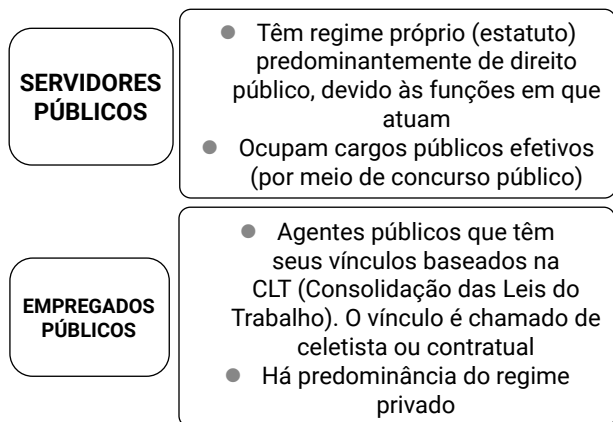 SERVIDORES
PÚBLICOS
● Têm regime próprio (estatuto)
predominantemente de direito
público, devido às funções em que
atuam
● Ocupam cargos públicos efetivos
(por meio de concurso público)
EMPREGADOS
PÚBLICOS
● Agentes públicos que têm
seus vínculos baseados na
CLT (Consolidação das Leis do
Trabalho). O vínculo é chamado de
celetista ou contratual
● Há predominância do regime
privado